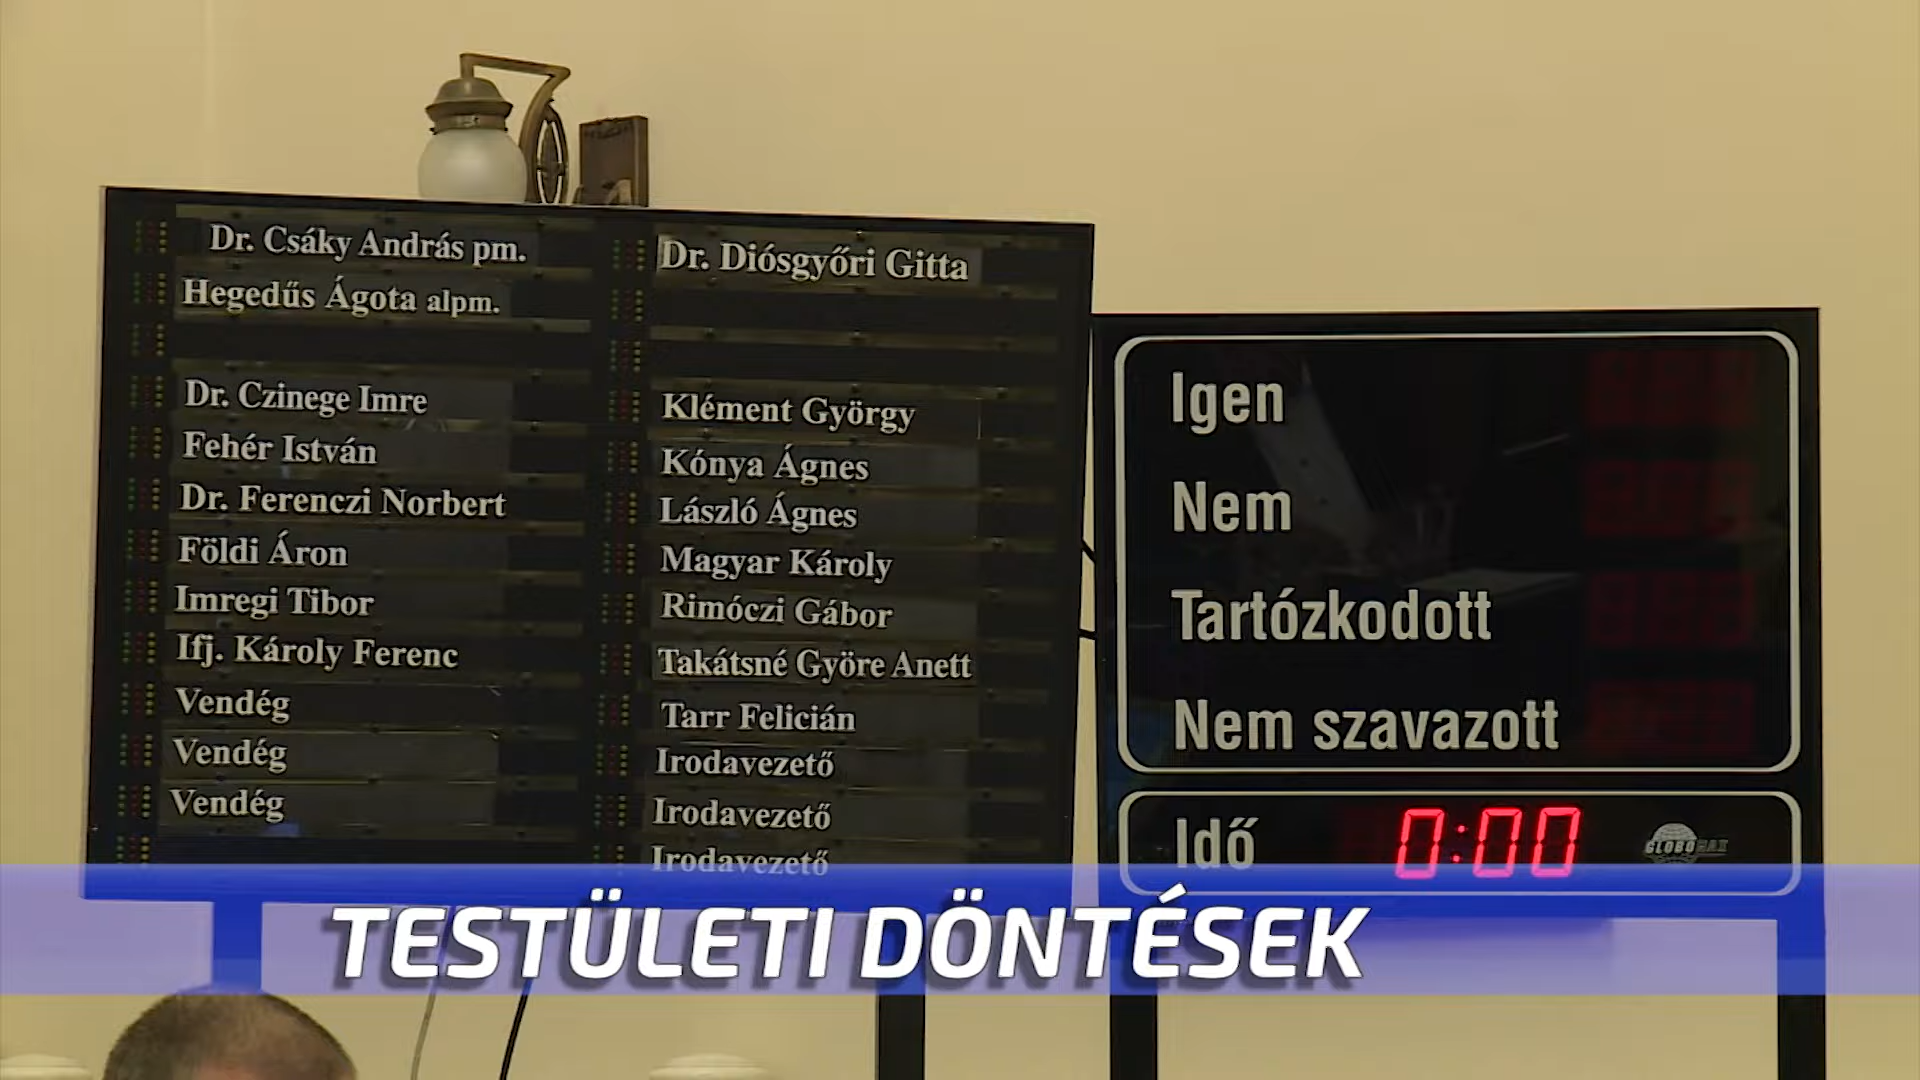 Dr. Csáky András pm.
Hegedűs Ágota alpm.
Dr. Czinege Imre
Fehér István
Dr. Ferenczi Norbert
Földi Áron
Imregi Tibor
Ifj. Károly Ferenc
Vendég
Vendég
Vendég
Dr. Diósgyőri Gitta
Klément György
Kónya Ágnes
László Ágnes
Magyar Károly
Rimóczi Gábor
Takátsné Györe Anett
Tarr Felicián
Irodavezető
Irodavezető
Irodavezető
Igen
Nem
Tartózkodott
Nem szavazott
Idő 0:00
GLOBOMAX
TESTÜLETI DÖNTÉSEK